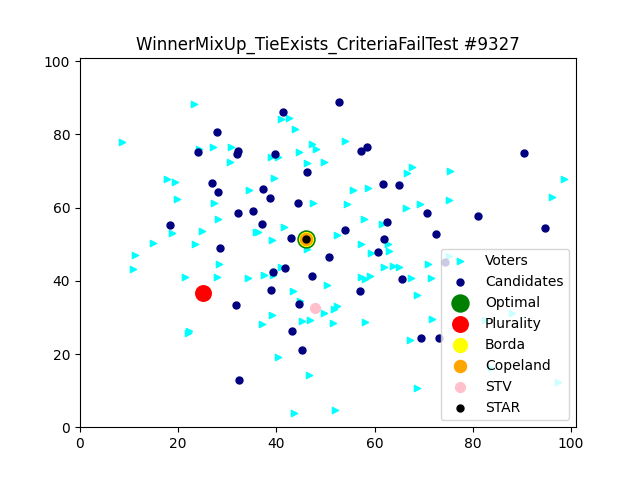 WinnerMixUp_TieExists_CriteriaFailTest #9327
100
80
60
40
20
0
0
20
40
60
80
100
Voters
Candidates
Optimal
Plurality
Borda
Copeland
STV
STAR